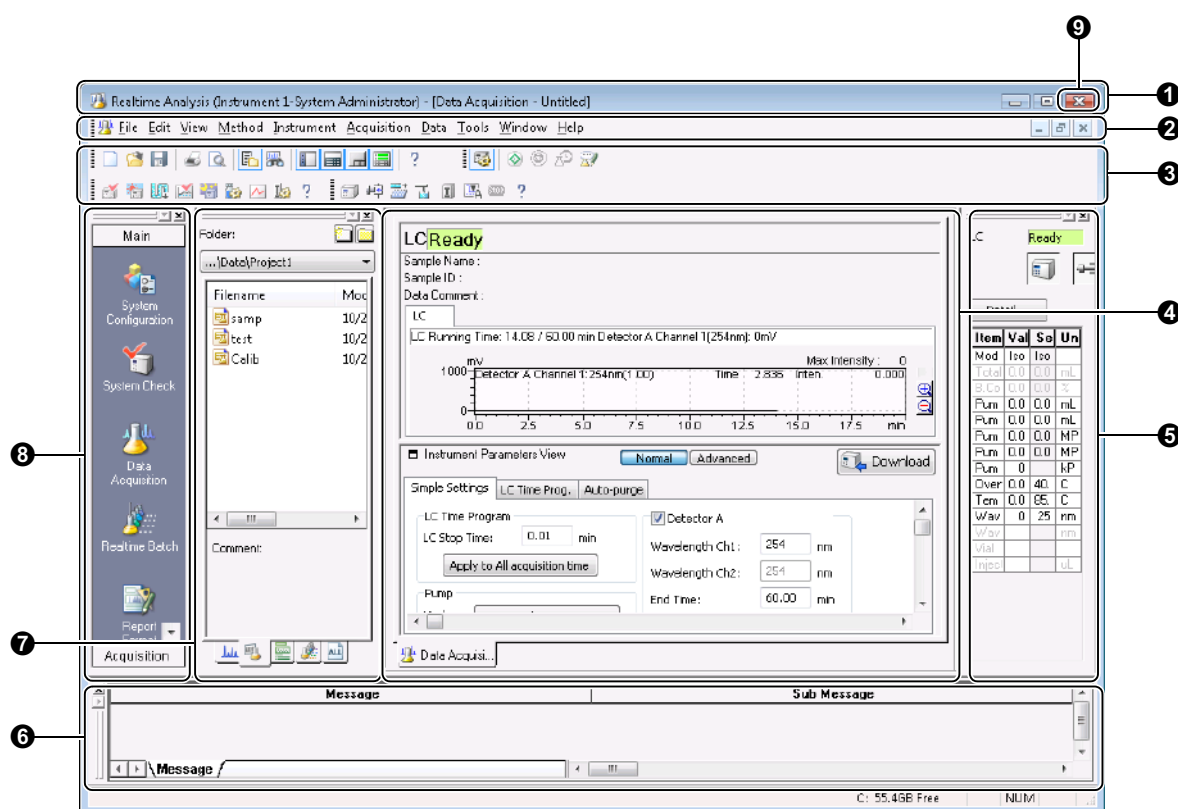 9
Realtime Analysis (Instrument 1-System Administrator) - [Data Acquisition - Untitled]
1
File Edit View Method Instrument Acquisition Data Tools Window Help
2
3
Main
System
Configuration
System Check
Data
Acquisition
Realtime Batch
Report
Acquisition
8
Folder:
...\Data\Project1
Filename Mod
samp 10/2
test 10/2
Calib 10/2
Comment:
ALL
7
LC Ready
Sample Name :
Sample ID :
Data Comment :
LC
LC Running Time: 14.08 / 60.00 min Detector A Channel 1(254nm): 0mV
mV Max Intensity : 0
1000 Detector A Channel 1:254nm(1.00) Time 2.836 Inten. 0.000
0
0.0 2.5 5.0 7.5 10.0 12.5 15.0 17.5 min
Instrument Parameters View Normal Advanced Download
Simple Settings LC Time Prog. Auto-purge
LC Time Program
LC Stop Time: 0.01 min
Apply to All acquisition time
Pump
Detector A
Wavelength Ch1: 254 nm
Wavelength Ch2: 254 nm
End Time: 60.00 min
Data Acquisi...
4
LC Ready
Item Val Se Un
Mod Iso Iso
Total 0.0 0.0 mL
B.Co 0.0 0.0 %
Pum 0.0 0.0 mL
Pum 0.0 0.0 mL
Pum 0.0 0.0 MP
Pum 0.0 0.0 MP
Pum 0 kP
Over 0.0 40. C
Tem 0.0 85. C
Wav 0 25 nm
Wav nm
Vial
Inject uL
5
Message Sub Message
Message
6
C: 55.4GB Free NUM